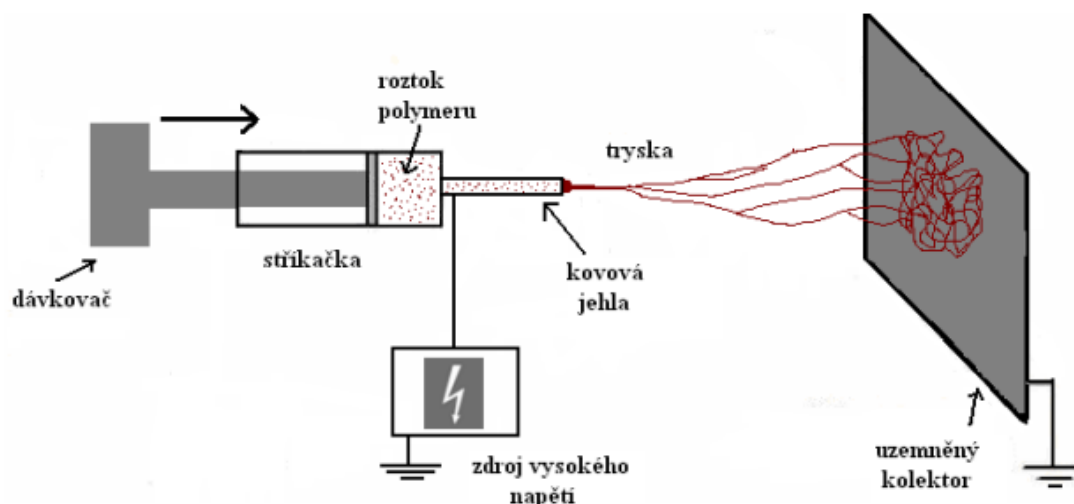 roztok
polymeru
tryska
stříkačka
kovová
jehla
dávkovač
uzemněný
kolektor
zdroj vysokého
napětí